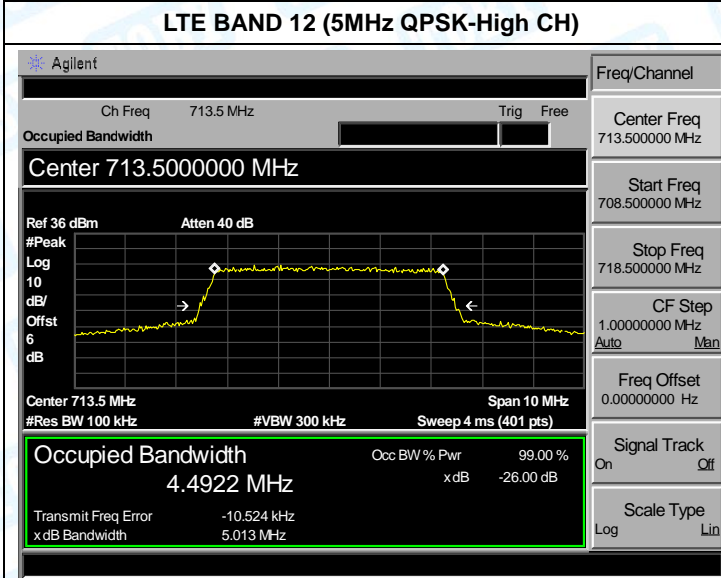 LTE BAND 12 (5MHz QPSK-High CH)
Agilent
Freq/Channel
Ch Freq 713.5 MHz Trig Free
Occupied Bandwidth
Center 713.5000000 MHz
Ref 36 dBm Atten 40 dB
#Peak
Log
10
dB/
Offst
6
dB
Center 713.5 MHz Span 10 MHz
#Res BW 100 kHz #VBW 300 kHz Sweep 4 ms (401 pts)
Occupied Bandwidth Occ BW % Pwr 99.00 %
4.4922 MHz x dB -26.00 dB
Transmit Freq Error -10.524 kHz
x dB Bandwidth 5.013 MHz
Center Freq
713.500000 MHz
Start Freq
708.500000 MHz
Stop Freq
718.500000 MHz
CF Step
1.00000000 MHz
Auto Man
Freq Offset
0.00000000 Hz
Signal Track
On Off
Scale Type
Log Lin